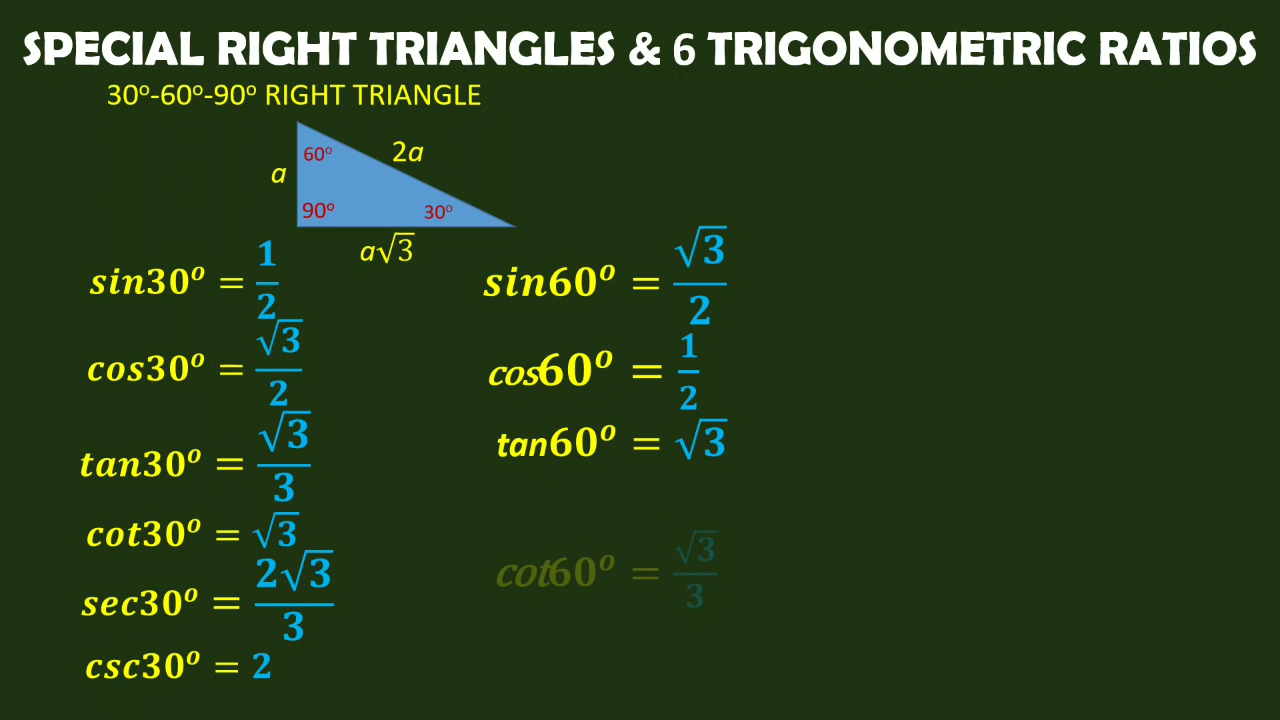 SPECIAL RIGHT TRIANGLES & 6 TRIGONOMETRIC RATIOS
30º-60º-90º RIGHT TRIANGLE
60º
2a
a
90º
30º
a√3
sin30º = 1/2
cos30º = √3/2
tan30º = √3/3
cot30º = √3
sec30º = 2√3/3
csc30º = 2
sin60º = √3/2
cos60º = 1/2
tan60º = √3
cot60º = √3/3